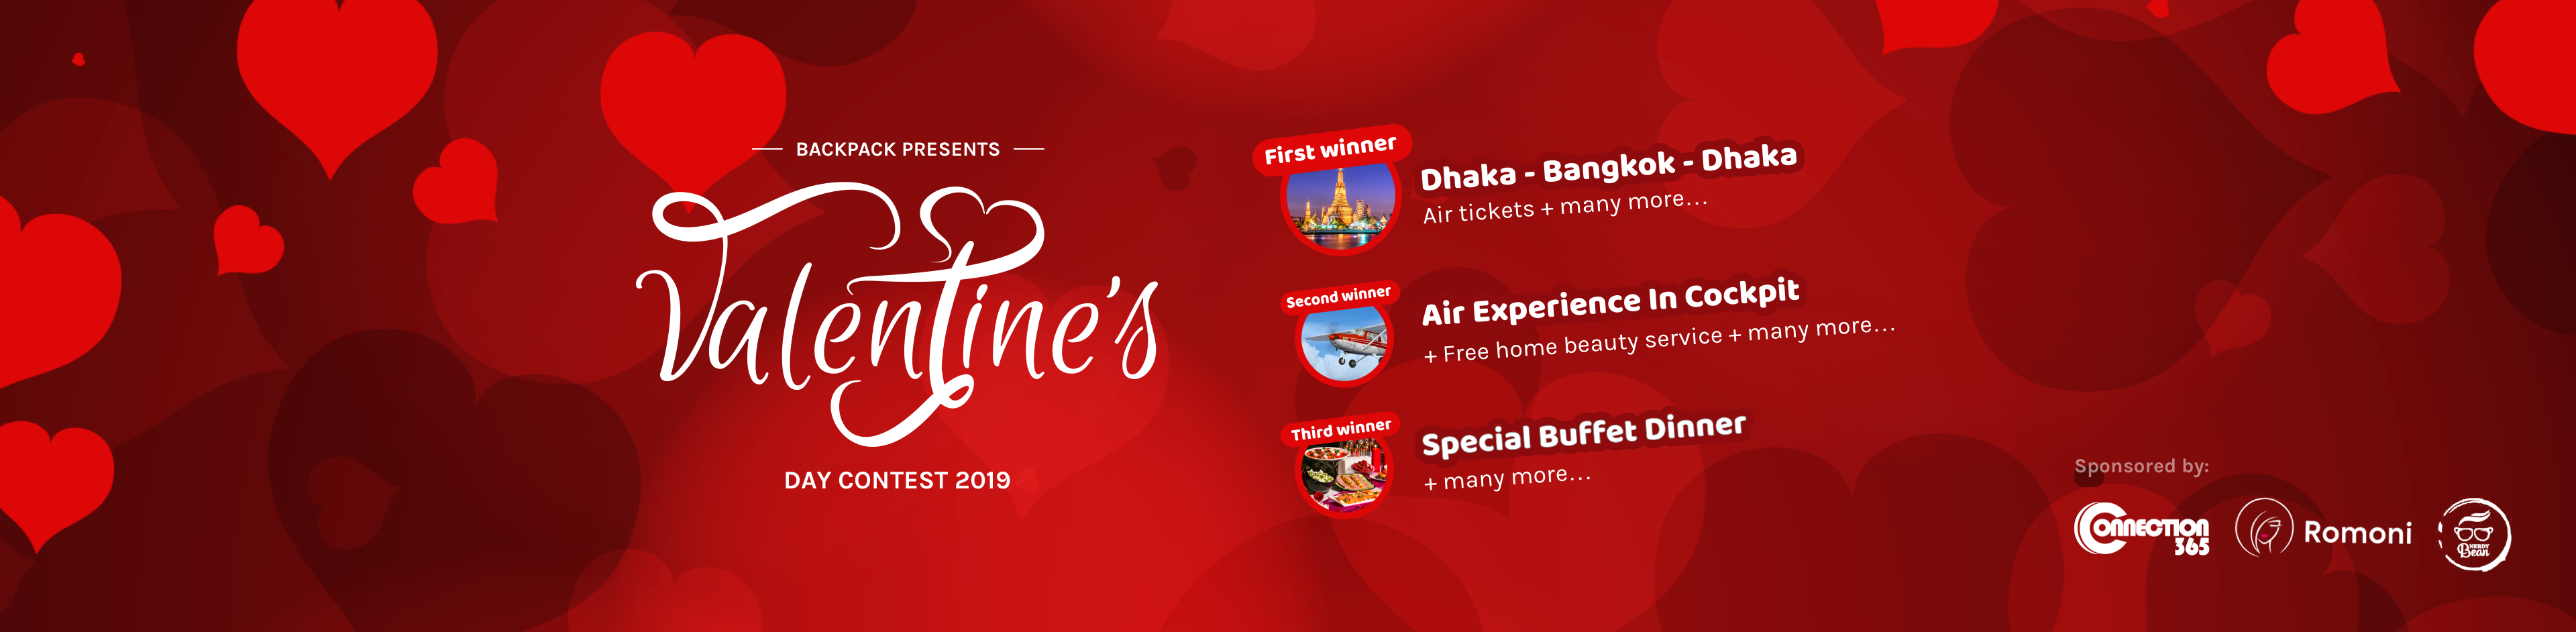 BACKPACK PRESENTS
Valentine's
DAY CONTEST 2019
First winner
Dhaka - Bangkok - Dhaka
Air tickets + many more...
Second winner
Air Experience In Cockpit
+ Free home beauty service + many more...
Third winner
Special Buffet Dinner
+ many more...
Sponsored by:
CONNECTION
365
Romoni
NERDY
Bean